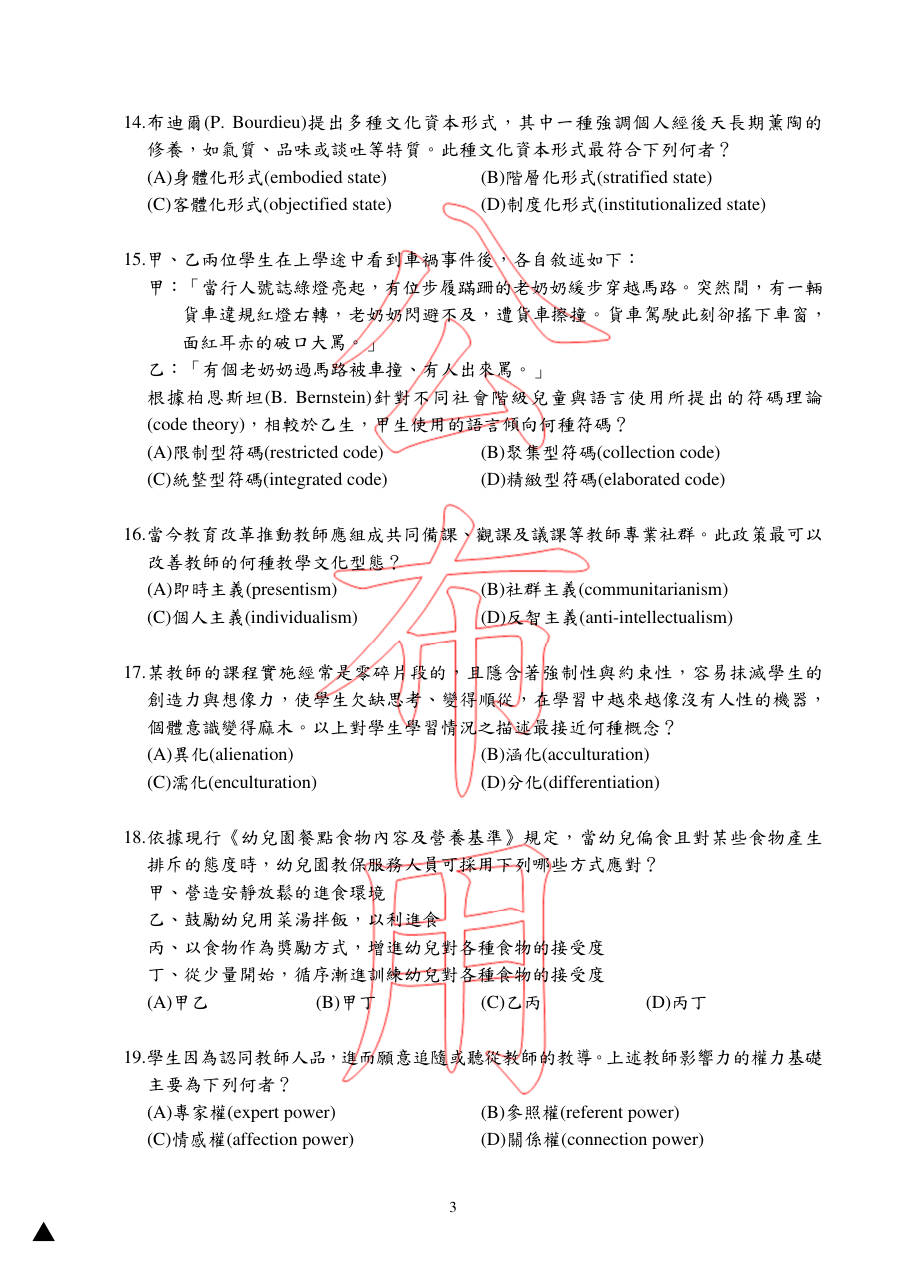 14.布迪爾(P. Bourdieu)提出多種文化資本形式，其中一種強調個人經後天長期薰陶的
修養，如氣質、品味或談吐等特質。此種文化資本形式最符合下列何者？
(A)身體化形式(embodied state) (B)階層化形式(stratified state)
(C)客體化形式(objectified state) (D)制度化形式(institutionalized state)
15.甲、乙兩位學生在上學途中看到車禍事件後，各自敘述如下：
甲：「當行人號誌綠燈亮起，有位步履蹣跚的老奶奶緩步穿越馬路。突然間，有一輛
貨車違規紅燈右轉，老奶奶閃避不及，遭貨車擦撞。貨車駕駛此刻卻搖下車窗，
面紅耳赤的破口大罵。」
乙：「有個老奶奶過馬路被車撞、有人出來罵。」
根據柏恩斯坦(B. Bernstein)針對不同社會階級兒童與語言使用所提出的符碼理論
(code theory)，相較於乙生，甲生使用的語言傾向何種符碼？
(A)限制型符碼(restricted code) (B)聚集型符碼(collection code)
(C)統整型符碼(integrated code) (D)精緻型符碼(elaborated code)
16.當今教育改革推動教師應組成共同備課、觀課及議課等教師專業社群。此政策最可以
改善教師的何種教學文化型態？
(A)即時主義(presentism) (B)社群主義(communitarianism)
(C)個人主義(individualism) (D)反智主義(anti-intellectualism)
17.某教師的課程實施經常是零碎片段的，且隱含著強制性與約束性，容易抹滅學生的
創造力與想像力，使學生欠缺思考、變得順從，在學習中越來越像沒有人性的機器，
個體意識變得麻木。以上對學生學習情況之描述最接近何種概念？
(A)異化(alienation) (B)涵化(acculturation)
(C)濡化(enculturation) (D)分化(differentiation)
18.依據現行《幼兒園餐點食物內容及營養基準》規定，當幼兒偏食且對某些食物產生
排斥的態度時，幼兒園教保服務人員可採用下列哪些方式應對？
甲、營造安靜放鬆的進食環境
乙、鼓勵幼兒用菜湯拌飯，以利進食
丙、以食物作為獎勵方式，增進幼兒對各種食物的接受度
丁、從少量開始，循序漸進訓練幼兒對各種食物的接受度
(A)甲乙 (B)甲丁 (C)乙丙 (D)丙丁
19.學生因為認同教師人品，進而願意追隨或聽從教師的教導。上述教師影響力的權力基礎
主要為下列何者？
(A)專家權(expert power) (B)參照權(referent power)
(C)情感權(affection power) (D)關係權(connection power)
3
公布用